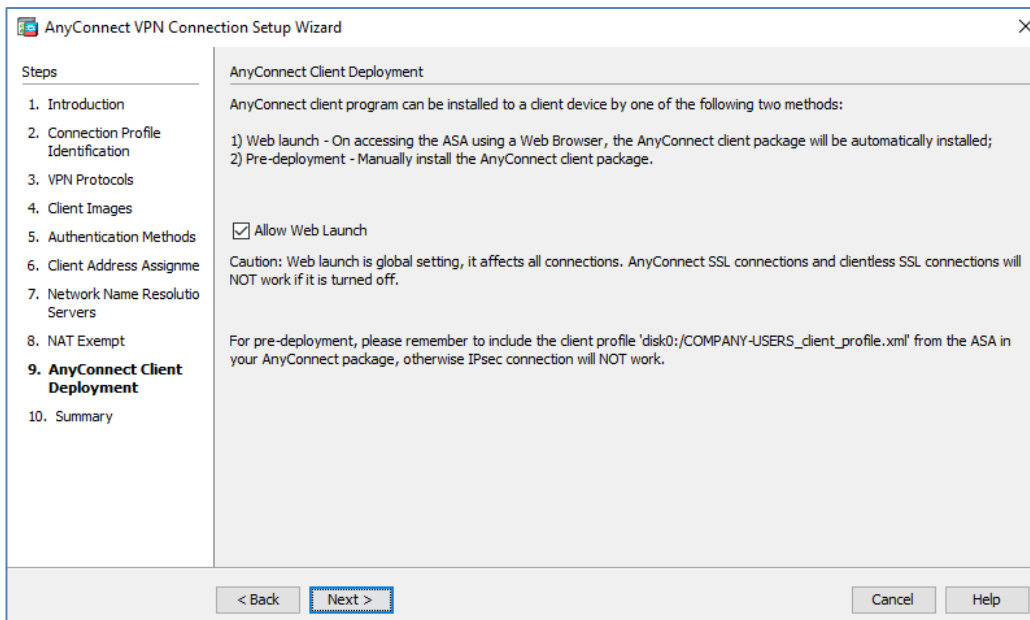 AnyConnect VPN Connection Setup Wizard
Steps
1. Introduction
2. Connection Profile
Identification
3. VPN Protocols
4. Client Images
5. Authentication Methods
6. Client Address Assignme
7. Network Name Resolutio
Servers
8. NAT Exempt
9. AnyConnect Client
Deployment
10. Summary
AnyConnect Client Deployment
AnyConnect client program can be installed to a client device by one of the following two methods:
1) Web launch - On accessing the ASA using a Web Browser, the AnyConnect client package will be automatically installed;
2) Pre-deployment - Manually install the AnyConnect client package.
Allow Web Launch
Caution: Web launch is global setting, it affects all connections. AnyConnect SSL connections and clientless SSL connections will
NOT work if it is turned off.
For pre-deployment, please remember to include the client profile 'disk0:/COMPANY-USERS_client_profile.xml' from the ASA in
your AnyConnect package, otherwise IPsec connection will NOT work.
< Back
Next >
Cancel
Help